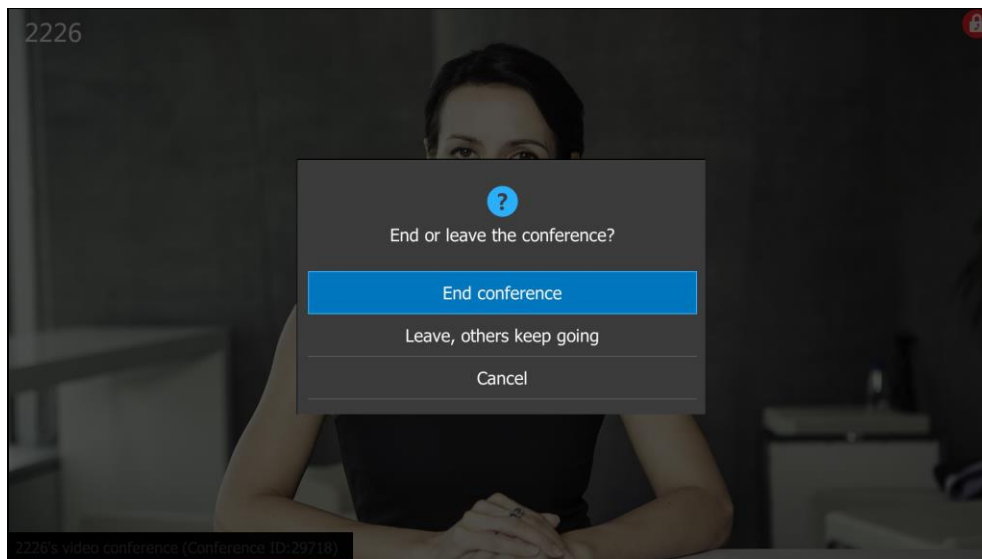 2226
?
End or leave the conference?
End conference
Leave, others keep going
Cancel
2226's video conference (Conference ID:29718)